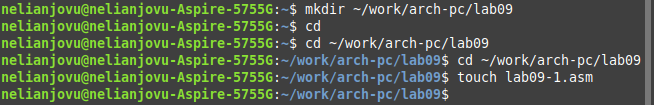 nelianjovu@nelianjovu-Aspire-5755G:~$ mkdir ~/work/arch-pc/lab09
nelianjovu@nelianjovu-Aspire-5755G:~$ cd
nelianjovu@nelianjovu-Aspire-5755G:~$ cd ~/work/arch-pc/lab09
nelianjovu@nelianjovu-Aspire-5755G:~/work/arch-pc/lab09$ cd ~/work/arch-pc/lab09
nelianjovu@nelianjovu-Aspire-5755G:~/work/arch-pc/lab09$ touch lab09-1.asm
nelianjovu@nelianjovu-Aspire-5755G:~/work/arch-pc/lab09$